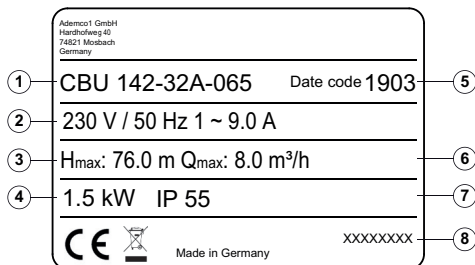 Ademco1 GmbH
Hardhofweg 40
74821 Mosbach
Germany
1 CBU 142-32A-065 Date code 1903 5
2 230 V / 50 Hz 1 ~ 9.0 A
3 Hmax: 76.0 m Qmax: 8.0 m³/h 6
4 1.5 kW IP 55 7
CE Made in Germany XXXXXXXX 8